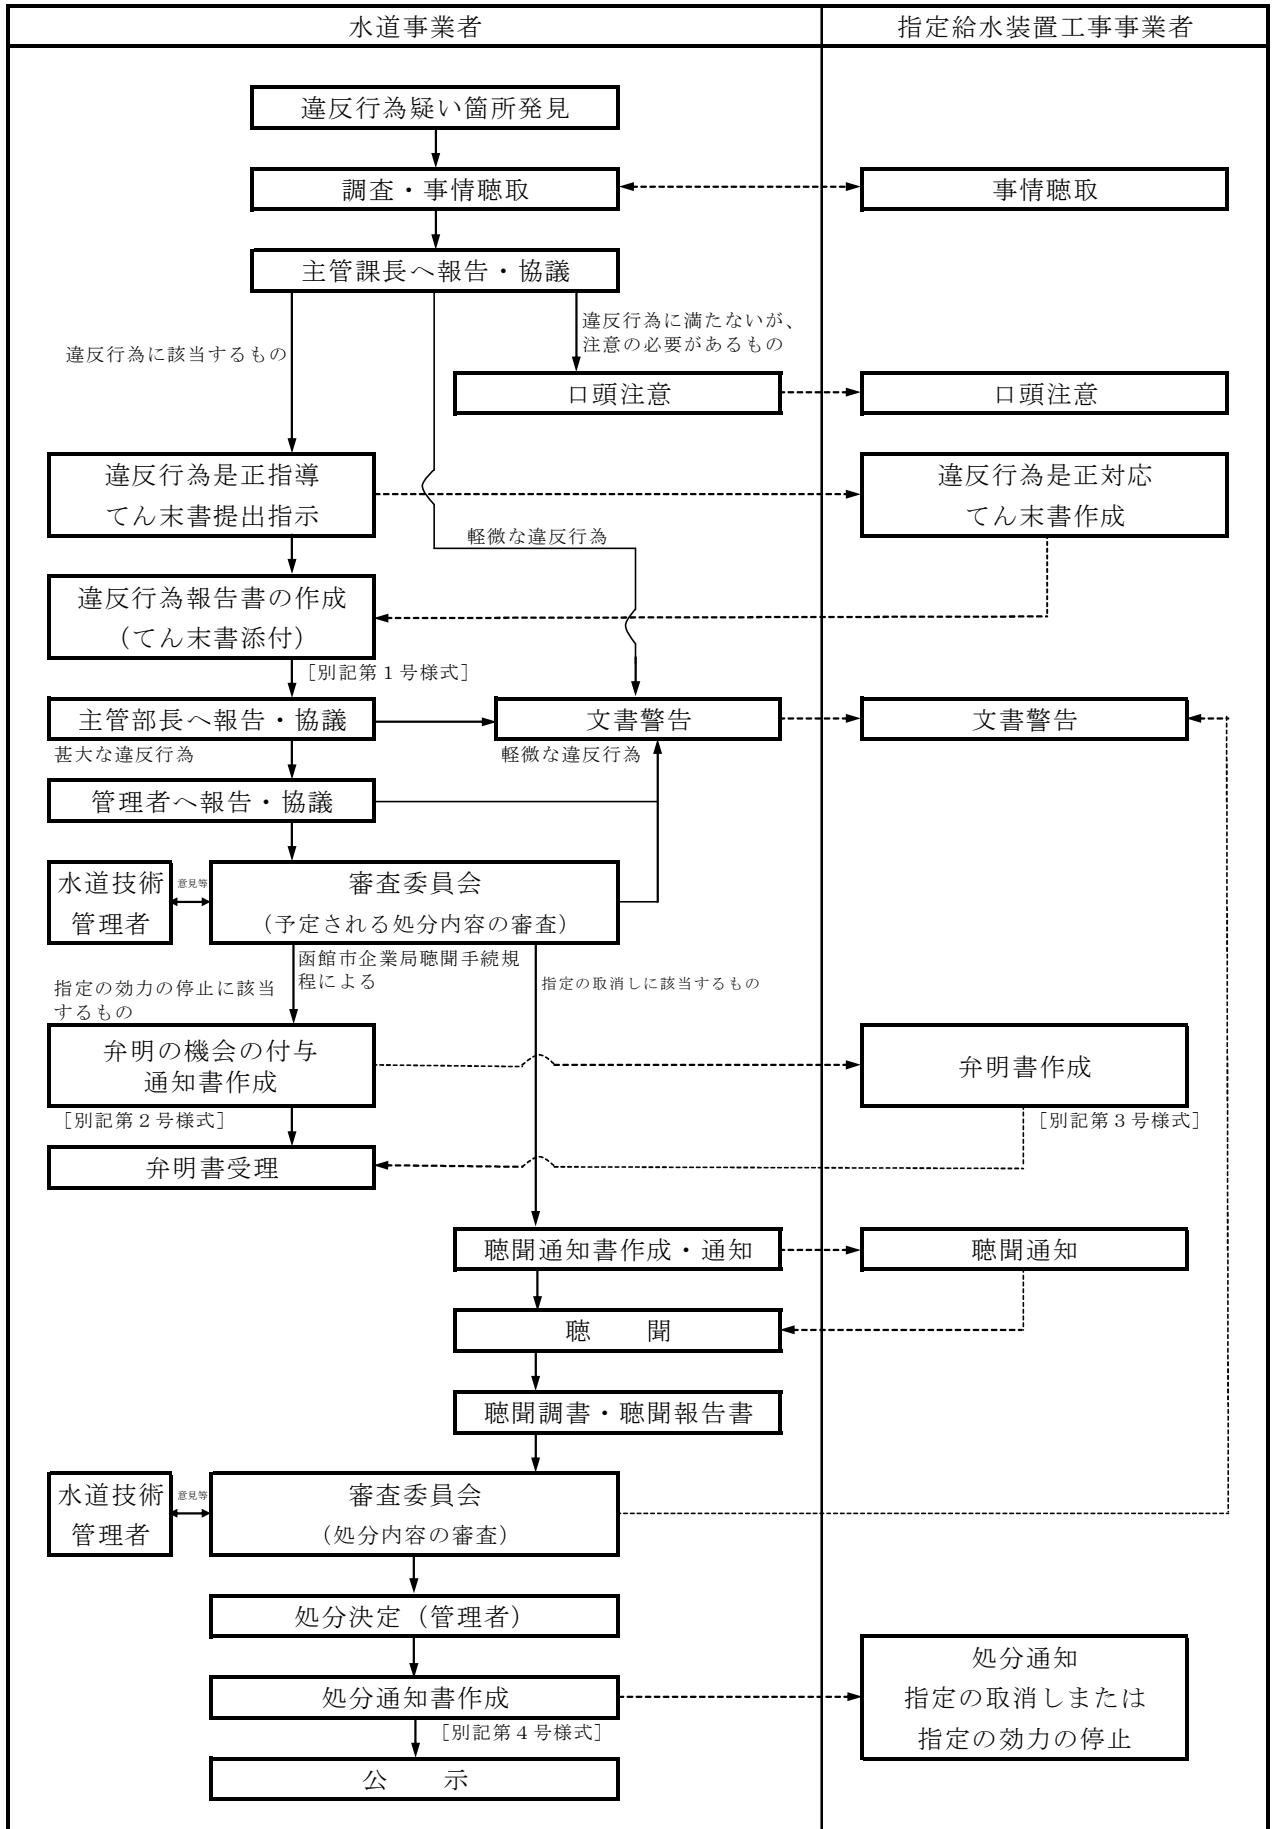 水道事業者
指定給水装置工事事業者
違反行為疑い箇所発見
調査・事情聴取
事情聴取
主管課長へ報告・協議
違反行為に該当するもの
違反行為に満たないが、
注意の必要があるもの
口頭注意
口頭注意
違反行為是正指導
てん末書提出指示
違反行為是正対応
てん末書作成
軽微な違反行為
違反行為報告書の作成
（てん末書添付）
［別記第１号様式］
主管部長へ報告・協議
文書警告
文書警告
甚大な違反行為
軽微な違反行為
管理者へ報告・協議
水道技術
管理者
意見等
審査委員会
（予定される処分内容の審査）
函館市企業局聴聞手続規
程による
指定の取消しに該当するもの
指定の効力の停止に該当
するもの
弁明の機会の付与
通知書作成
弁明書作成
［別記第２号様式］
［別記第３号様式］
弁明書受理
聴聞通知書作成・通知
聴聞通知
聴　　聞
聴聞調書・聴聞報告書
水道技術
管理者
意見等
審査委員会
（処分内容の審査）
処分決定（管理者）
処分通知書作成
処分通知
指定の取消しまたは
指定の効力の停止
［別記第４号様式］
公　　示